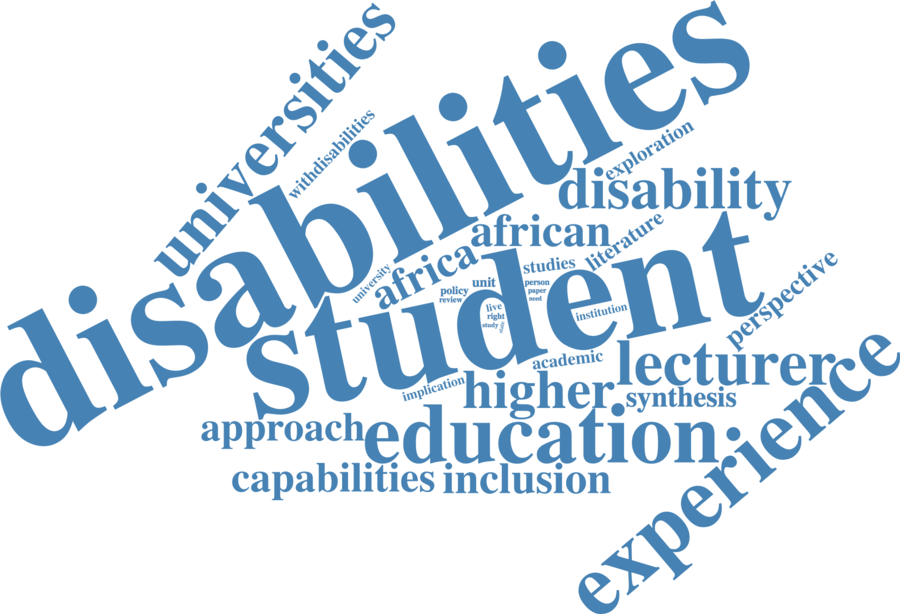 universities
withdisabilities
disabilities
exploration
disability
african
literature
africa
university
studies
student
policy
unit
person
review
paper
need
live
right
study
institution
perspective
academic
lecturer
implication
higher
synthesis
experience
approach
education
capabilities
inclusion